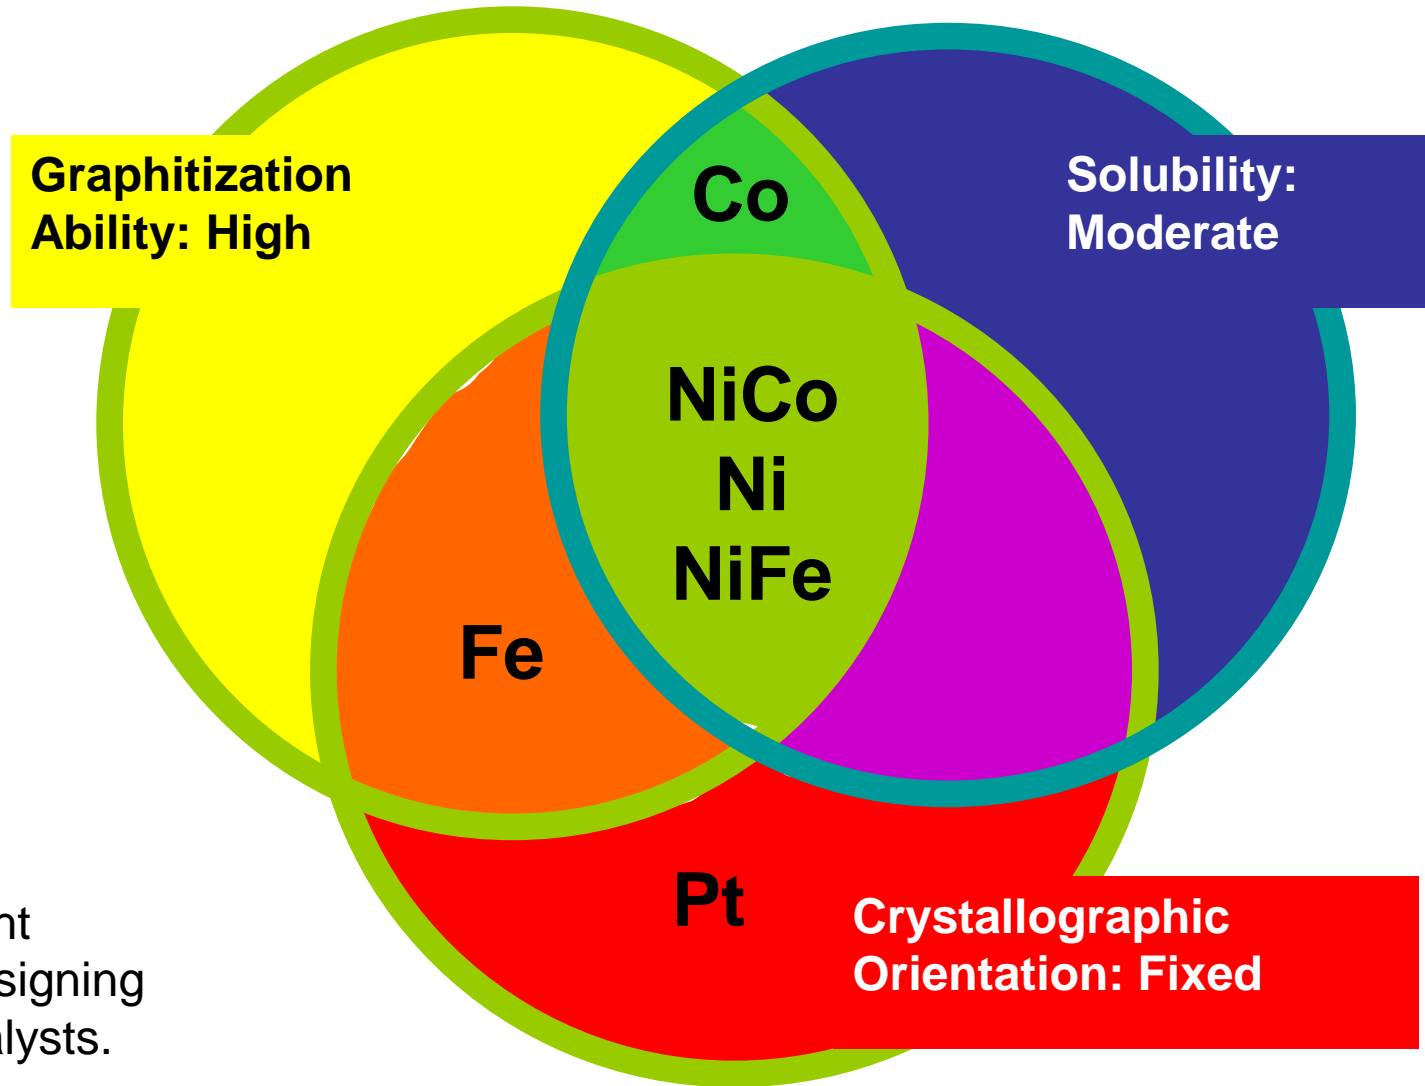 Graphitization
Ability: High
Co
Solubility:
Moderate
NiCo
Ni
NiFe
Fe
Pt
Crystallographic
Orientation: Fixed
nt
signing
lysts.